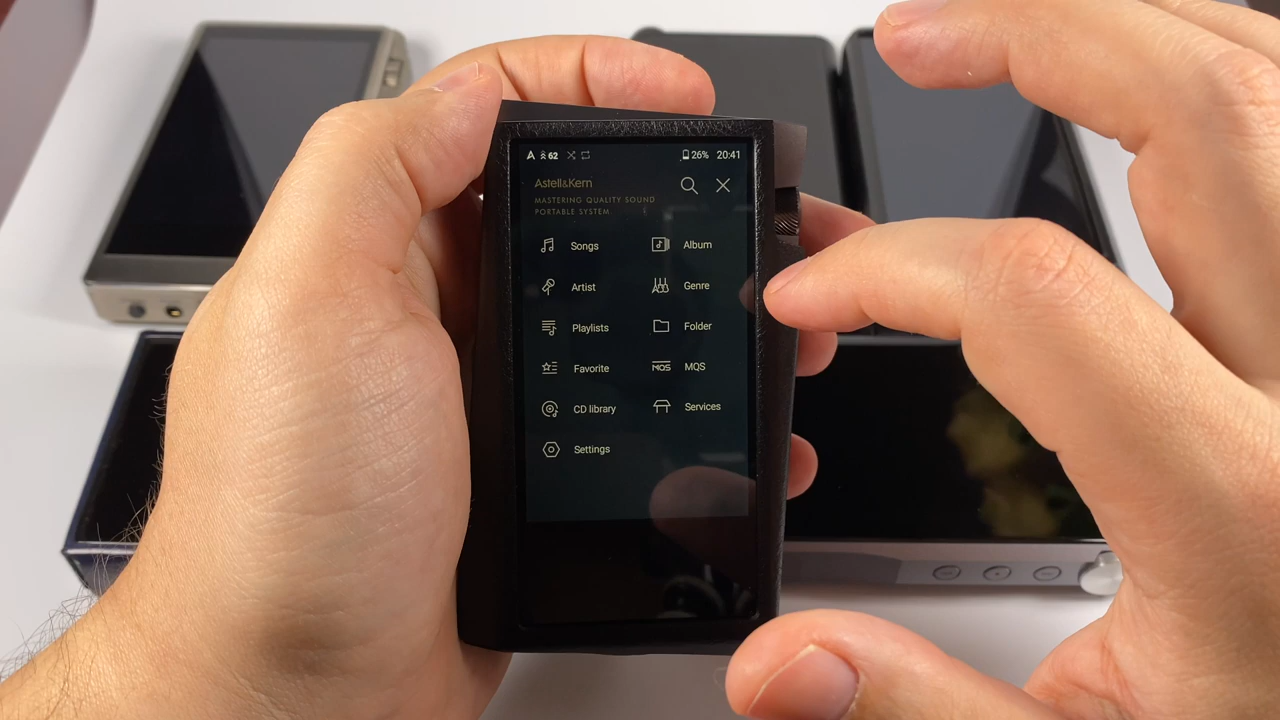 A 62 26% 20:41
Astell&Kern
MASTERING QUALITY SOUND
PORTABLE SYSTEM
Songs Album
Artist Genre
Playlists Folder
Favorite MQS MQS
CD library Services
Settings